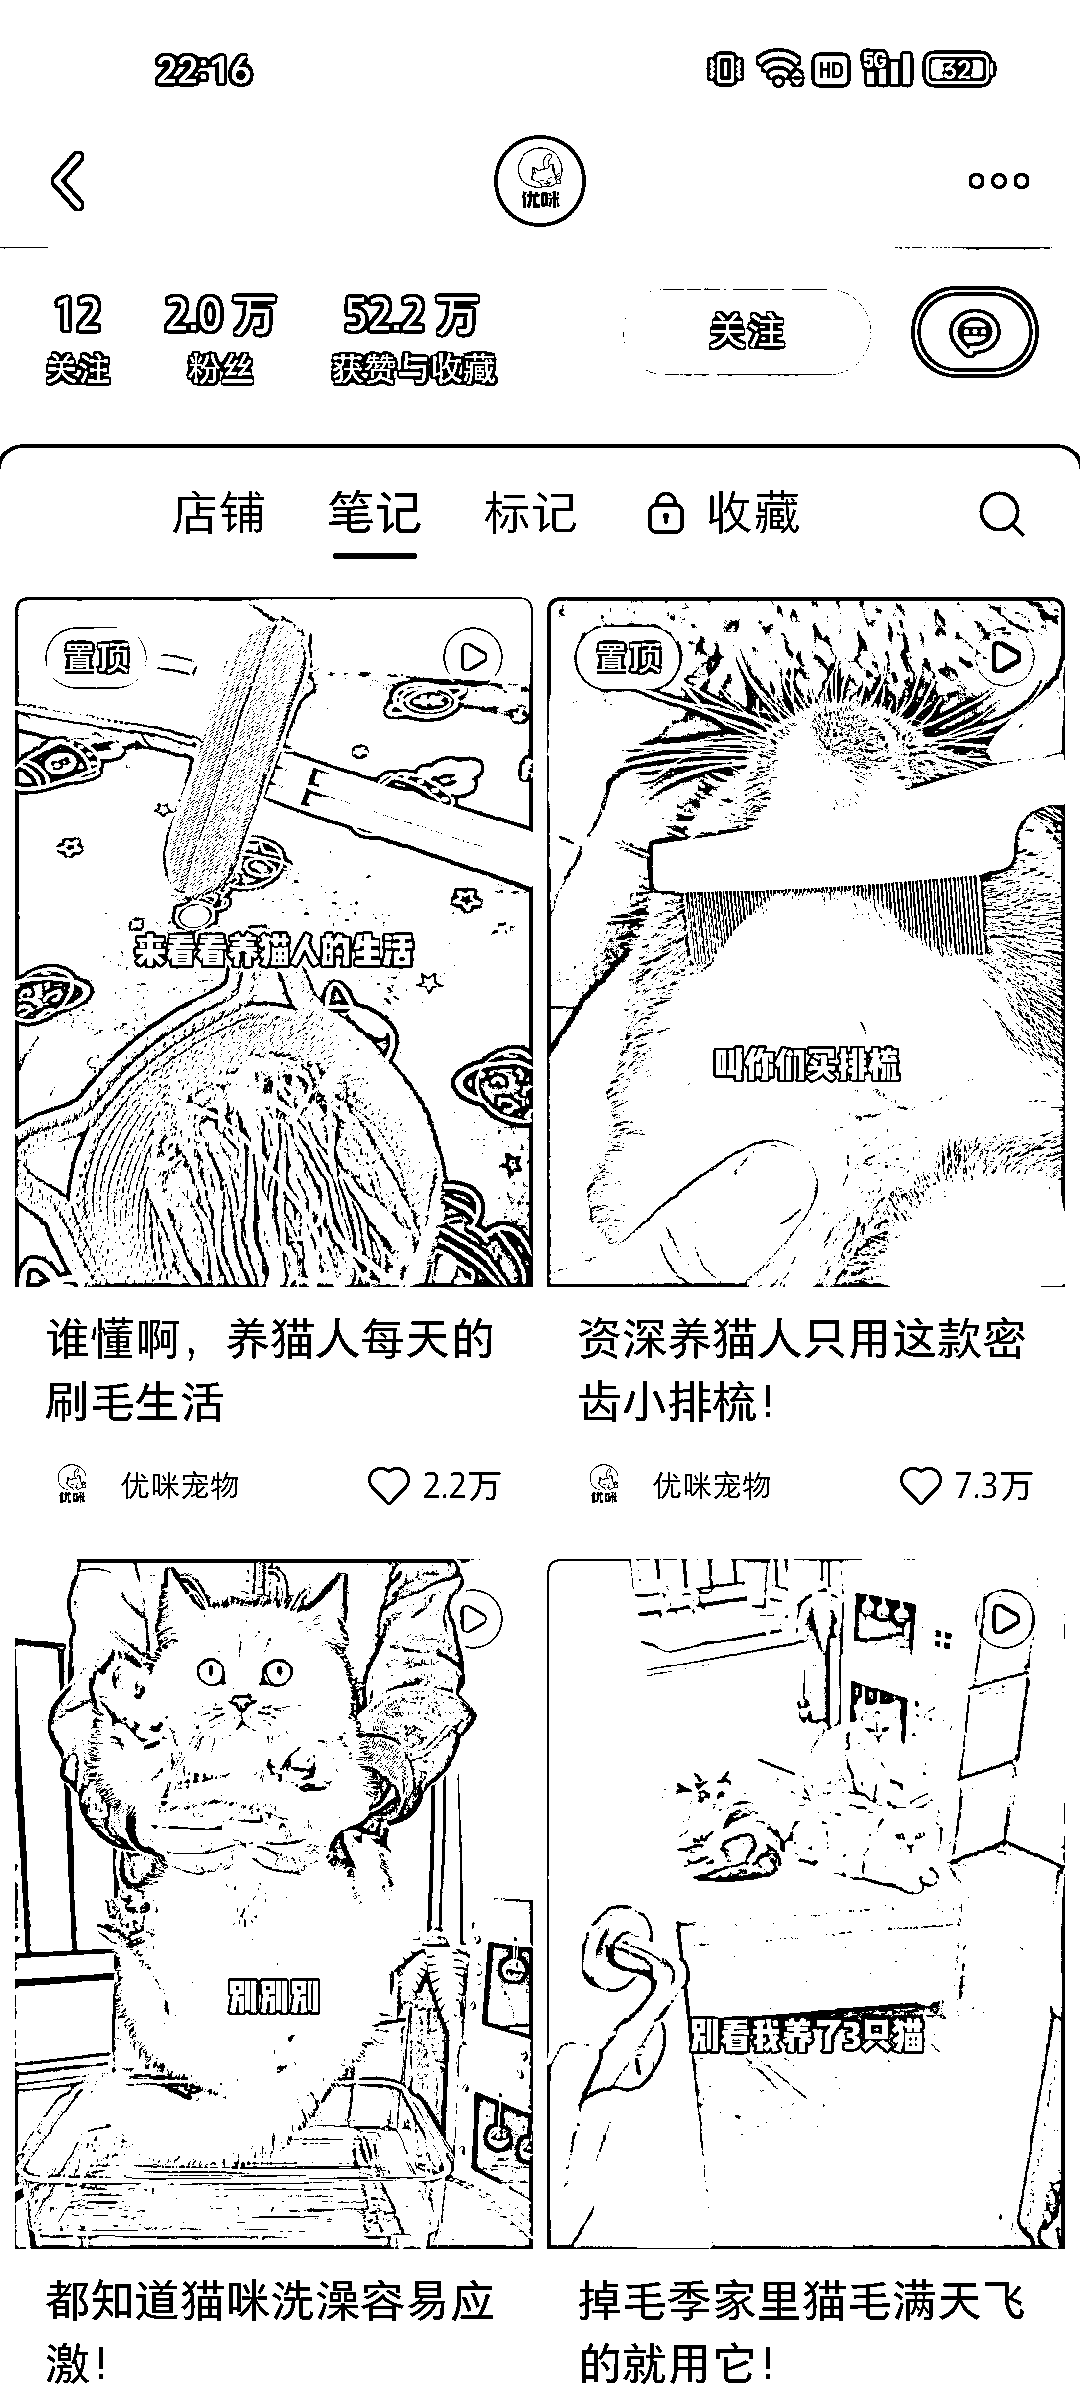 22:16
HD
5G
32
优咪
12
2.0 万
52.2 万
关注
粉丝
获赞与收藏
关注
店铺
笔记
标记
收藏
置顶
来看看养猫人的生活
谁懂啊，养猫人每天的
刷毛生活
优咪
优咪宠物
2.2万
置顶
叫你们买排梳
资深养猫人只用这款密
齿小排梳！
优咪
优咪宠物
7.3万
别别别
都知道猫咪洗澡容易应
激！
别看我养了3只猫
掉毛季家里猫毛满天飞
的就用它！